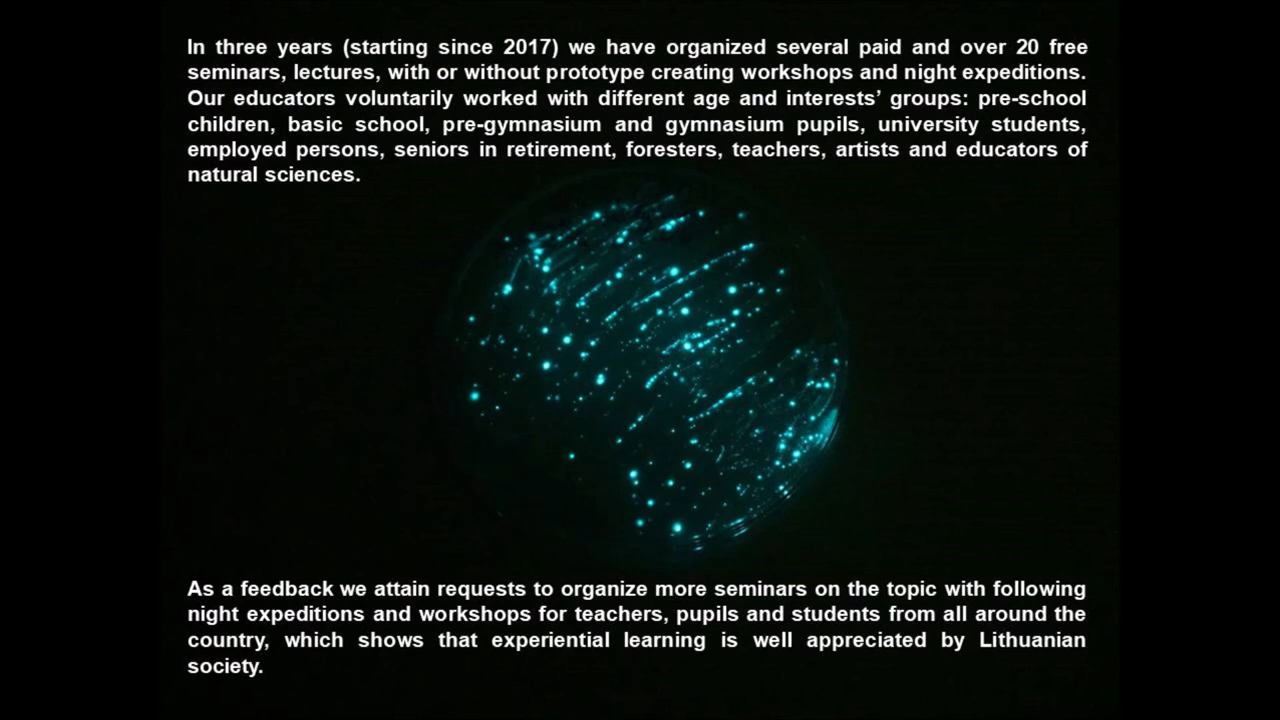 In three years (starting since 2017) we have organized several paid and over 20 free
seminars, lectures, with or without prototype creating workshops and night expeditions.
Our educators voluntarily worked with different age and interests’ groups: pre-school
children, basic school, pre-gymnasium and gymnasium pupils, university students,
employed persons, seniors in retirement, foresters, teachers, artists and educators of
natural sciences.
As a feedback we attain requests to organize more seminars on the topic with following
night expeditions and workshops for teachers, pupils and students from all around the
country, which shows that experiential learning is well appreciated by Lithuanian
society.